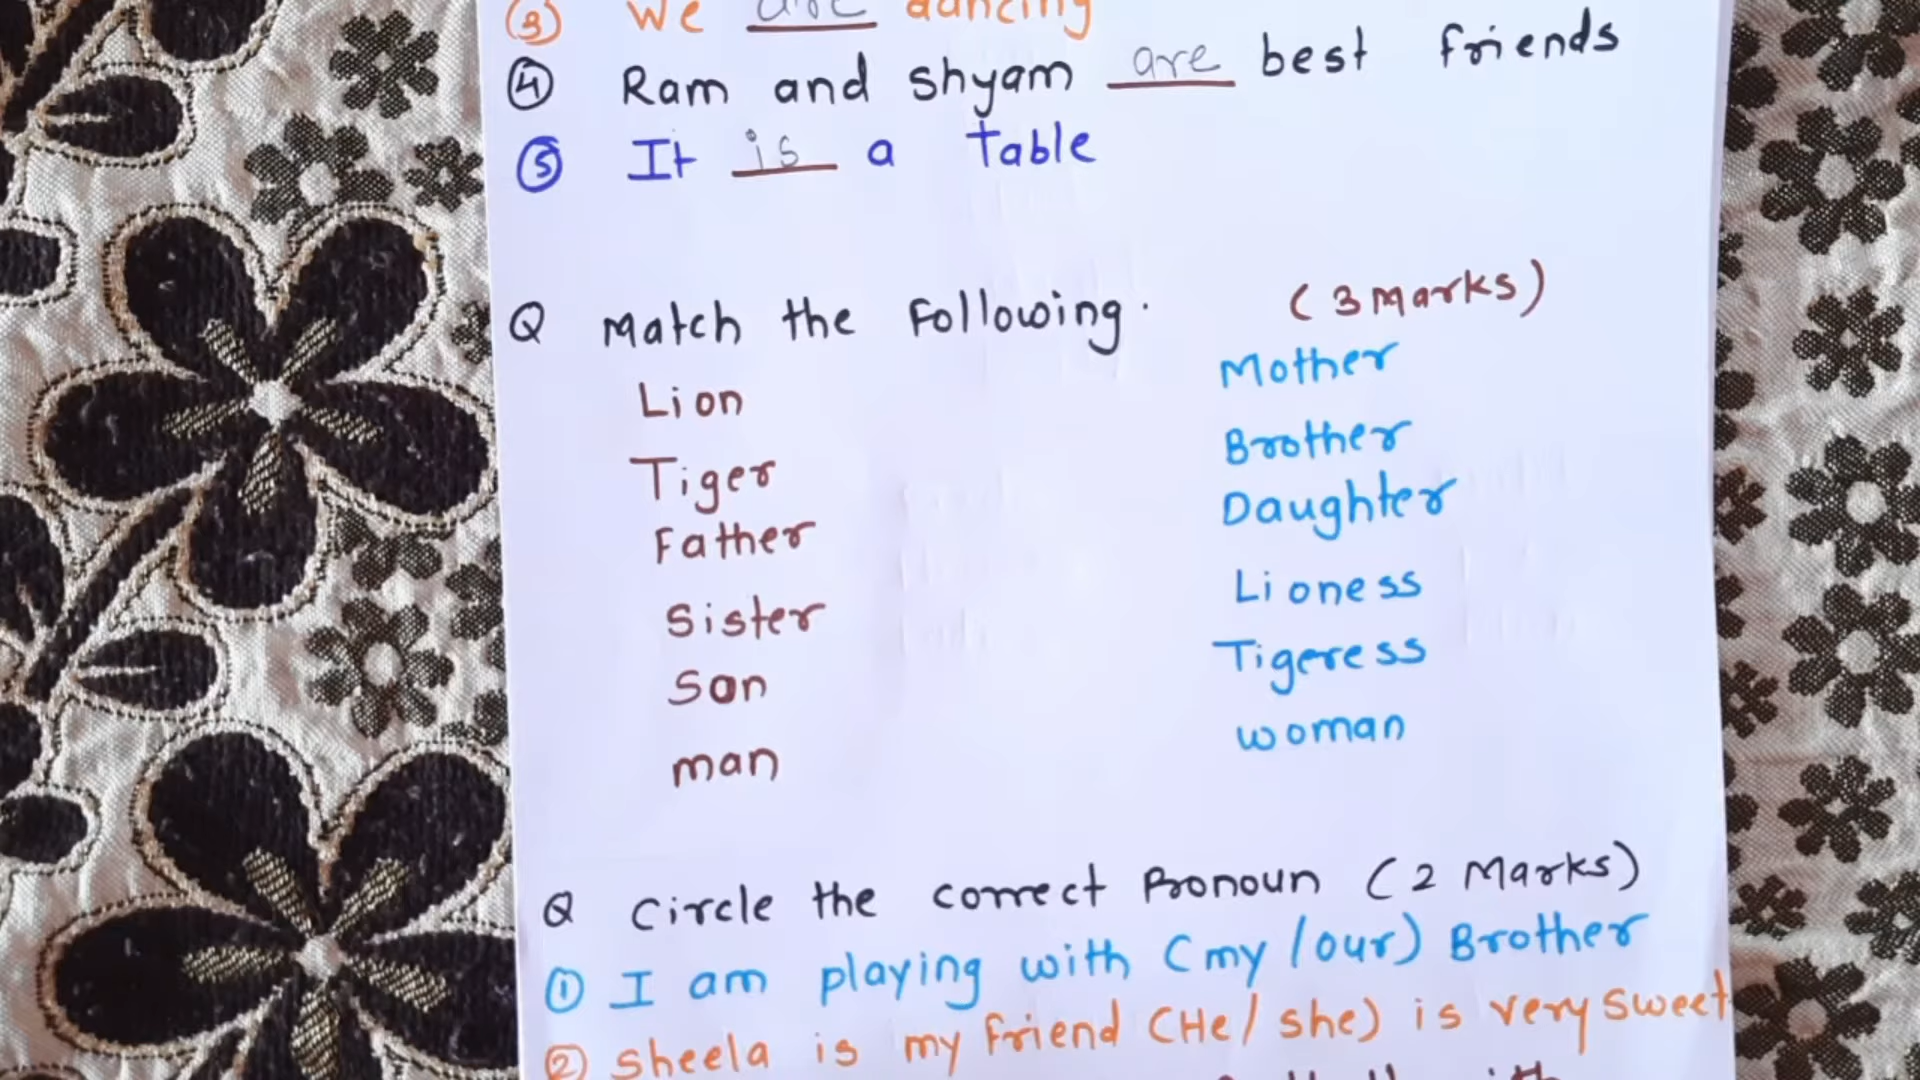 (3) We are dancing
(4) Ram and shyam are best friends
(5) It is a table
Q Match the Following. (3 Marks)
Lion Mother
Tiger Brother
Father Daughter
Sister Lioness
Son Tigeress
man woman
Q Circle the correct Pronoun (2 Marks)
(1) I am playing with (my/our) Brother
(2) Sheela is my friend (He/she) is very sweet